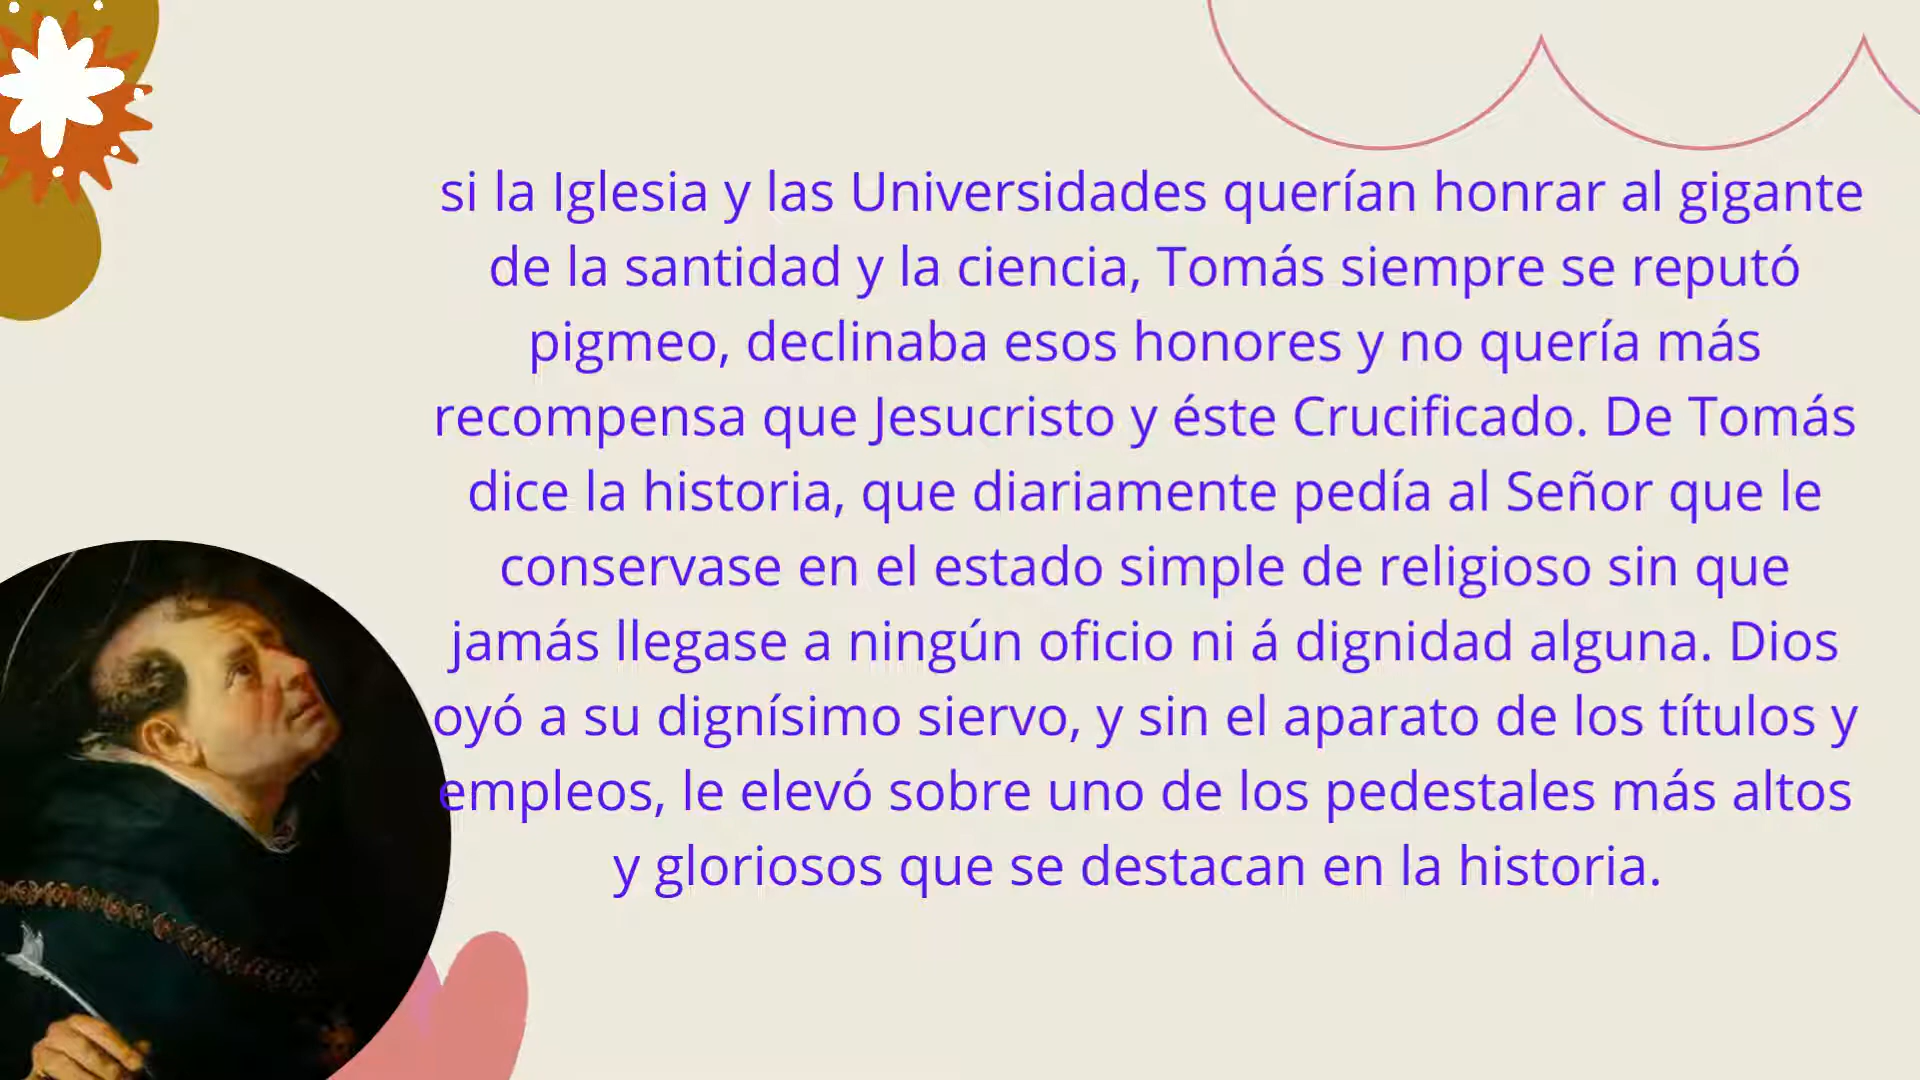 si la Iglesia y las Universidades querían honrar al gigante
de la santidad y la ciencia, Tomás siempre se reputó
pigmeo, declinaba esos honores y no quería más
recompensa que Jesucristo y éste Crucificado. De Tomás
dice la historia, que diariamente pedía al Señor que le
conservase en el estado simple de religioso sin que
jamás llegase a ningún oficio ni á dignidad alguna. Dios
oyó a su dignísimo siervo, y sin el aparato de los títulos y
empleos, le elevó sobre uno de los pedestales más altos
y gloriosos que se destacan en la historia.